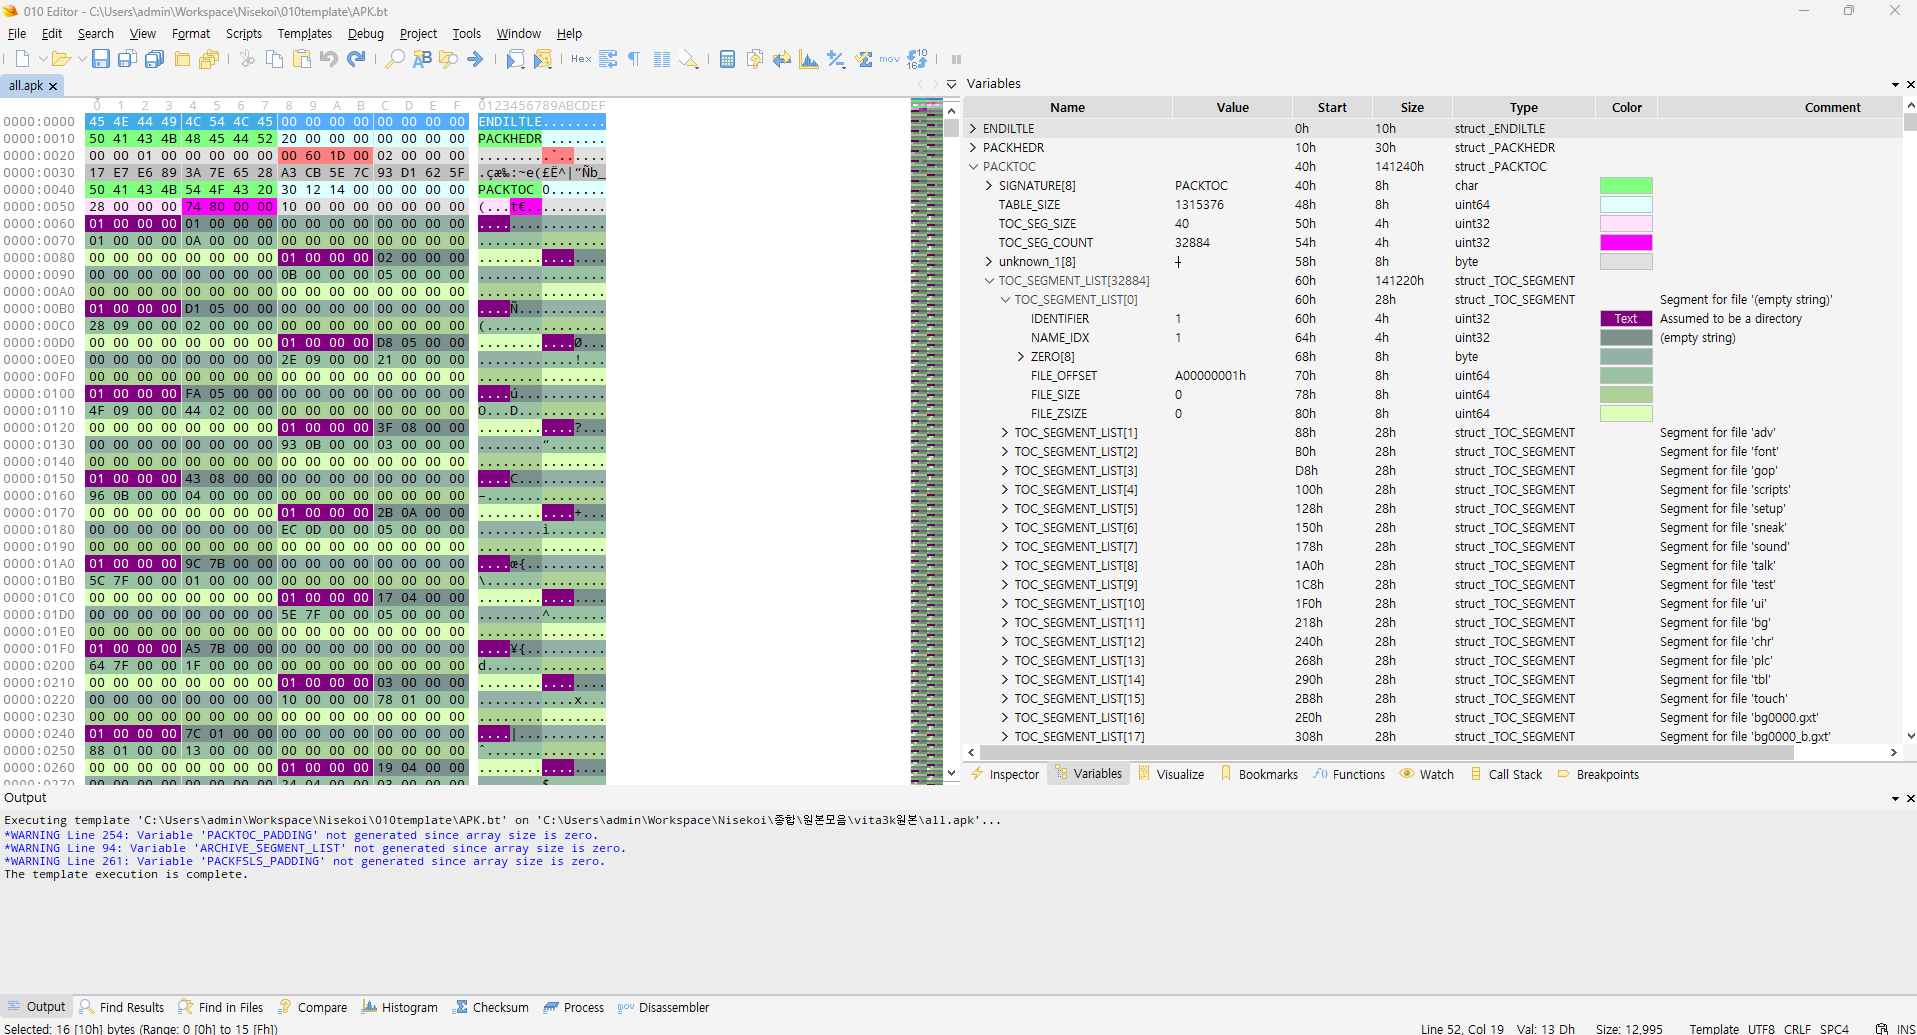 010 Editor - C:\Users\admin\Workspace\Nisekoi\010template\APK.bt
File Edit Search View Format Scripts Templates Debug Project Tools Window Help
Hex
all.apk
0 1 2 3 4 5 6 7 8 9 A B C D E F 0123456789ABCDEF
0000:0000 45 4E 44 49 4C 54 4C 45 00 00 00 00 00 00 00 00 ENDILTLE........
0000:0010 50 41 43 4B 48 45 44 52 20 00 00 00 00 00 00 00 PACKHEDR .......
0000:0020 00 00 01 00 00 00 00 00 00 60 1D 00 02 00 00 00 .........`......
0000:0030 17 E7 E6 89 3A 7E 65 28 A3 CB 5E 7C 93 D1 62 5F .çæ‰:~e(£Ë^|“Ñb_
0000:0040 50 41 43 4B 54 4F 43 20 30 12 14 00 00 00 00 00 PACKTOC 0.......
0000:0050 28 00 00 00 74 80 00 00 10 00 00 00 00 00 00 00 (...t€..........
0000:0060 01 00 00 00 01 00 00 00 00 00 00 00 00 00 00 00 ................
0000:0070 01 00 00 00 0A 00 00 00 00 00 00 00 00 00 00 00 ................
0000:0080 00 00 00 00 00 00 00 00 01 00 00 00 02 00 00 00 ................
0000:0090 00 00 00 00 00 00 00 00 0B 00 00 00 05 00 00 00 ................
0000:00A0 00 00 00 00 00 00 00 00 00 00 00 00 00 00 00 00 ................
0000:00B0 01 00 00 00 D1 05 00 00 00 00 00 00 00 00 00 00 ....Ñ...........
0000:00C0 28 09 00 00 02 00 00 00 00 00 00 00 00 00 00 00 (...............
0000:00D0 00 00 00 00 00 00 00 00 01 00 00 00 D8 05 00 00 ............Ø...
0000:00E0 00 00 00 00 00 00 00 00 2E 09 00 00 21 00 00 00 ............!...
0000:00F0 00 00 00 00 00 00 00 00 00 00 00 00 00 00 00 00 ................
0000:0100 01 00 00 00 FA 05 00 00 00 00 00 00 00 00 00 00 ....ú...........
0000:0110 4F 09 00 00 44 02 00 00 00 00 00 00 00 00 00 00 O...D...........
0000:0120 00 00 00 00 00 00 00 00 01 00 00 00 3F 08 00 00 ............?...
0000:0130 00 00 00 00 00 00 00 00 93 0B 00 00 03 00 00 00 ........“.......
0000:0140 00 00 00 00 00 00 00 00 00 00 00 00 00 00 00 00 ................
0000:0150 01 00 00 00 43 08 00 00 00 00 00 00 00 00 00 00 ....C...........
0000:0160 96 0B 00 00 04 00 00 00 00 00 00 00 00 00 00 00 –...............
0000:0170 00 00 00 00 00 00 00 00 01 00 00 00 2B 0A 00 00 ............+...
0000:0180 00 00 00 00 00 00 00 00 EC 0D 00 00 05 00 00 00 ........ì.......
0000:0190 00 00 00 00 00 00 00 00 00 00 00 00 00 00 00 00 ................
0000:01A0 01 00 00 00 9C 7B 00 00 00 00 00 00 00 00 00 00 ....œ{..........
0000:01B0 5C 7F 00 00 01 00 00 00 00 00 00 00 00 00 00 00 \...............
0000:01C0 00 00 00 00 00 00 00 00 01 00 00 00 17 04 00 00 ................
0000:01D0 00 00 00 00 00 00 00 00 5E 7F 00 00 05 00 00 00 ........^.......
0000:01E0 00 00 00 00 00 00 00 00 00 00 00 00 00 00 00 00 ................
0000:01F0 01 00 00 00 A5 7B 00 00 00 00 00 00 00 00 00 00 ....¥{..........
0000:0200 64 7F 00 00 1F 00 00 00 00 00 00 00 00 00 00 00 d...............
0000:0210 00 00 00 00 00 00 00 00 01 00 00 00 03 00 00 00 ................
0000:0220 00 00 00 00 00 00 00 00 10 00 00 00 78 01 00 00 ............x...
0000:0230 00 00 00 00 00 00 00 00 00 00 00 00 00 00 00 00 ................
0000:0240 01 00 00 00 7C 01 00 00 00 00 00 00 00 00 00 00 ....|...........
0000:0250 88 01 00 00 13 00 00 00 00 00 00 00 00 00 00 00 ˆ...............
0000:0260 00 00 00 00 00 00 00 00 01 00 00 00 19 04 00 00 ................
0000:0270 00 00 00 00 00 00 00 00 24 04 00 00 03 00 00 00 ........$.......
Variables
Name Value Start Size Type Color Comment
ENDILTLE 0h 10h struct _ENDILTLE
PACKHEDR 10h 30h struct _PACKHEDR
PACKTOC 40h 141240h struct _PACKTOC
SIGNATURE[8] PACKTOC 40h 8h char
TABLE_SIZE 1315376 48h 8h uint64
TOC_SEG_SIZE 40 50h 4h uint32
TOC_SEG_COUNT 32884 54h 4h uint32
unknown_1[8] 58h 8h byte
TOC_SEGMENT_LIST[32884] 60h 141220h struct _TOC_SEGMENT
TOC_SEGMENT_LIST[0] 60h 28h struct _TOC_SEGMENT Segment for file '(empty string)'
IDENTIFIER 1 60h 4h uint32 Text Assumed to be a directory
NAME_IDX 1 64h 4h uint32 (empty string)
ZERO[8] 68h 8h byte
FILE_OFFSET A00000001h 70h 8h uint64
FILE_SIZE 0 78h 8h uint64
FILE_ZSIZE 0 80h 8h uint64
TOC_SEGMENT_LIST[1] 88h 28h struct _TOC_SEGMENT Segment for file 'adv'
TOC_SEGMENT_LIST[2] B0h 28h struct _TOC_SEGMENT Segment for file 'font'
TOC_SEGMENT_LIST[3] D8h 28h struct _TOC_SEGMENT Segment for file 'gop'
TOC_SEGMENT_LIST[4] 100h 28h struct _TOC_SEGMENT Segment for file 'scripts'
TOC_SEGMENT_LIST[5] 128h 28h struct _TOC_SEGMENT Segment for file 'setup'
TOC_SEGMENT_LIST[6] 150h 28h struct _TOC_SEGMENT Segment for file 'sneak'
TOC_SEGMENT_LIST[7] 178h 28h struct _TOC_SEGMENT Segment for file 'sound'
TOC_SEGMENT_LIST[8] 1A0h 28h struct _TOC_SEGMENT Segment for file 'talk'
TOC_SEGMENT_LIST[9] 1C8h 28h struct _TOC_SEGMENT Segment for file 'test'
TOC_SEGMENT_LIST[10] 1F0h 28h struct _TOC_SEGMENT Segment for file 'ui'
TOC_SEGMENT_LIST[11] 218h 28h struct _TOC_SEGMENT Segment for file 'bg'
TOC_SEGMENT_LIST[12] 240h 28h struct _TOC_SEGMENT Segment for file 'chr'
TOC_SEGMENT_LIST[13] 268h 28h struct _TOC_SEGMENT Segment for file 'plc'
TOC_SEGMENT_LIST[14] 290h 28h struct _TOC_SEGMENT Segment for file 'tbl'
TOC_SEGMENT_LIST[15] 2B8h 28h struct _TOC_SEGMENT Segment for file 'touch'
TOC_SEGMENT_LIST[16] 2E0h 28h struct _TOC_SEGMENT Segment for file 'bg0000.gxt'
TOC_SEGMENT_LIST[17] 308h 28h struct _TOC_SEGMENT Segment for file 'bg0000_b.gxt'
Inspector Variables Visualize Bookmarks Functions Watch Call Stack Breakpoints
Output
Executing template 'C:\Users\admin\Workspace\Nisekoi\010template\APK.bt' on 'C:\Users\admin\Workspace\Nisekoi\종합\원본모음\vita3k원본\all.apk'...
*WARNING Line 254: Variable 'PACKTOC_PADDING' not generated since array size is zero.
*WARNING Line 94: Variable 'ARCHIVE_SEGMENT_LIST' not generated since array size is zero.
*WARNING Line 261: Variable 'PACKFSLS_PADDING' not generated since array size is zero.
The template execution is complete.
Output Find Results Find in Files Compare Histogram Checksum Process Disassembler
Selected: 16 [10h] bytes (Range: 0 [0h] to 15 [Fh]) Line 52, Col 19 Val: 13 Dh Size: 12,995 Template UTF8 CRLF SPC4 INS